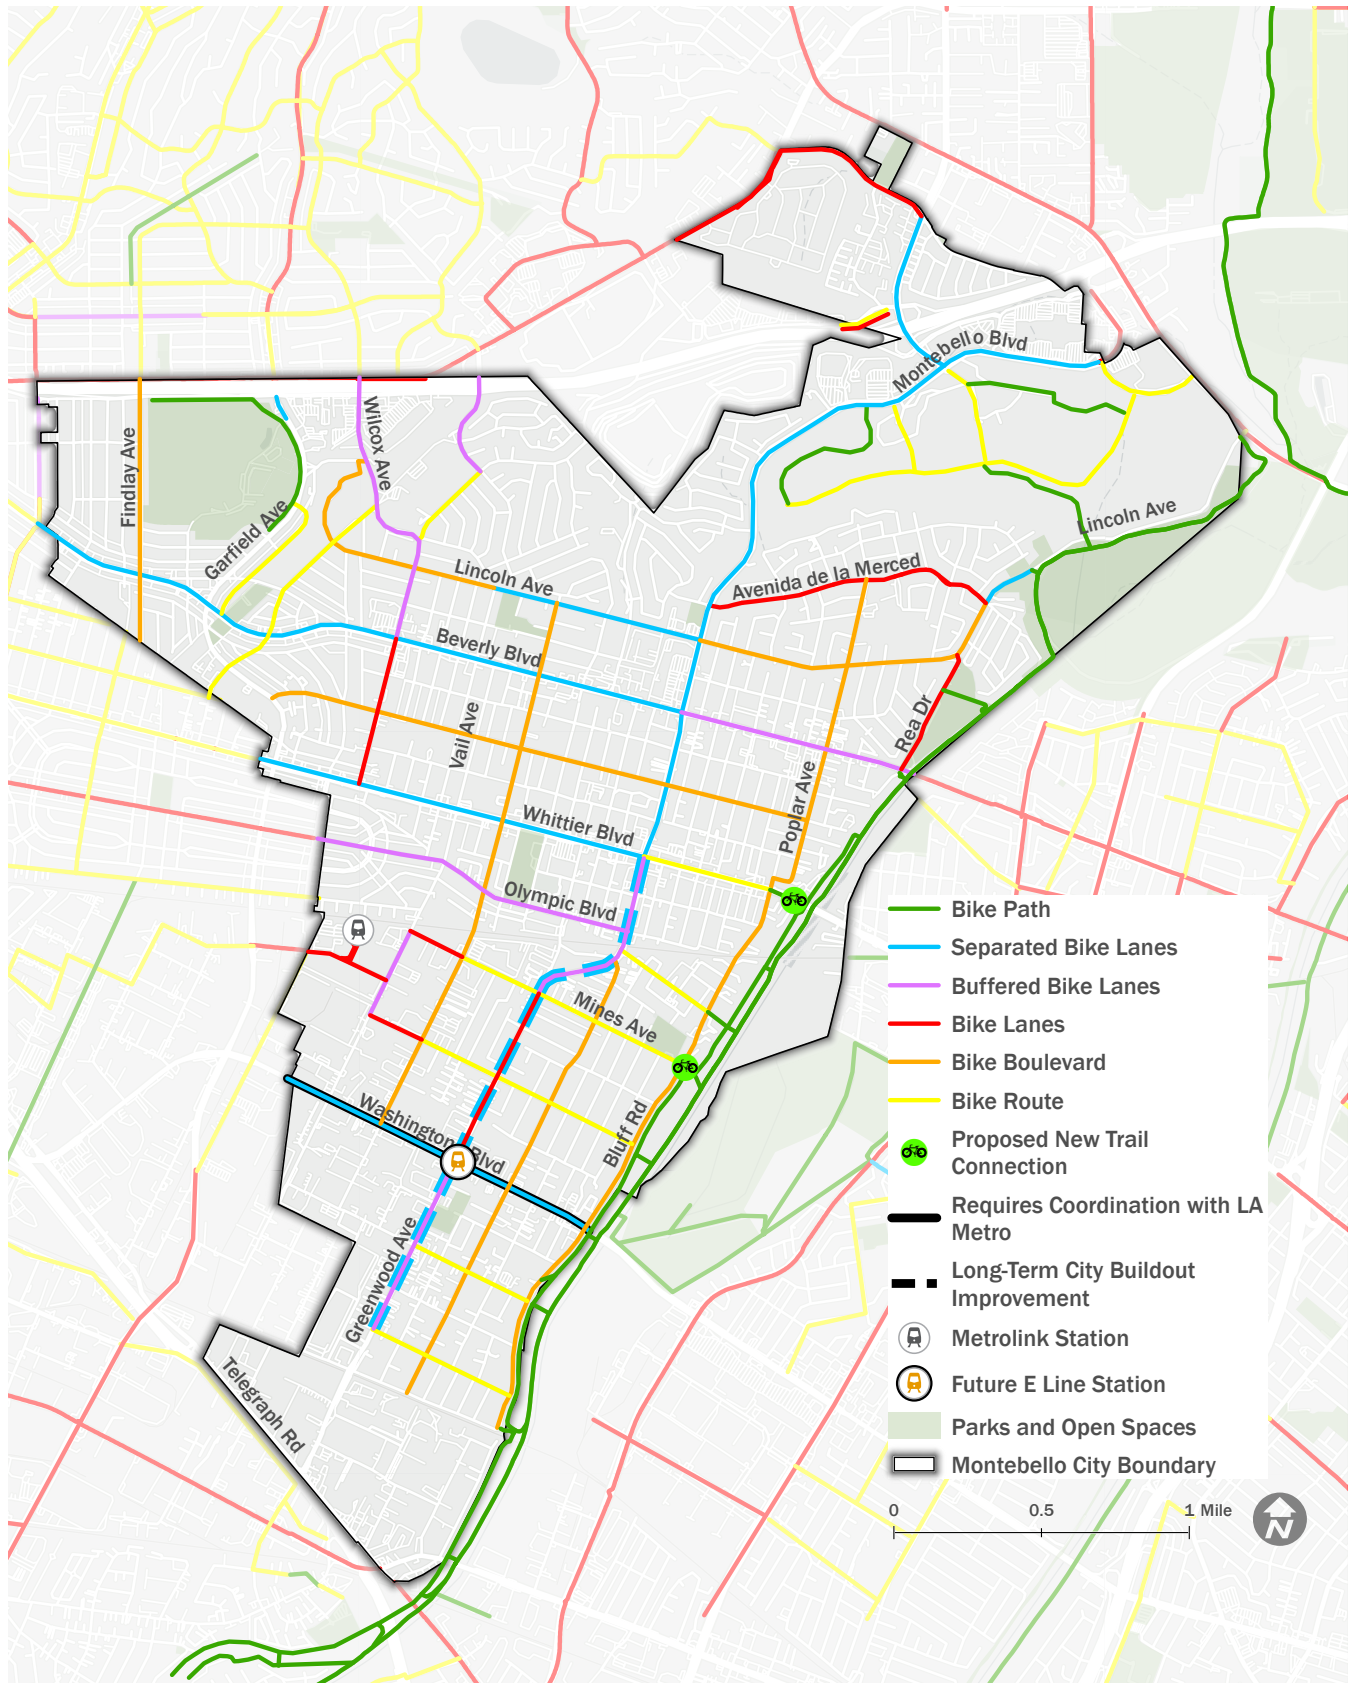 Montebello Blvd
Wilcox Ave
Findlay Ave
Garfield Ave
Lincoln Ave
Lincoln Ave
Avenida de la Merced
Beverly Blvd
Rea Dr
Vail Ave
Poplar Ave
Whittier Blvd
Olympic Blvd
Mines Ave
Washington Blvd
Bluff Rd
Greenwood Ave
Telegraph Rd
Bike Path
Separated Bike Lanes
Buffered Bike Lanes
Bike Lanes
Bike Boulevard
Bike Route
Proposed New Trail
Connection
Requires Coordination with LA
Metro
Long-Term City Buildout
Improvement
Metrolink Station
Future E Line Station
Parks and Open Spaces
Montebello City Boundary
0 0.5 1 Mile
N